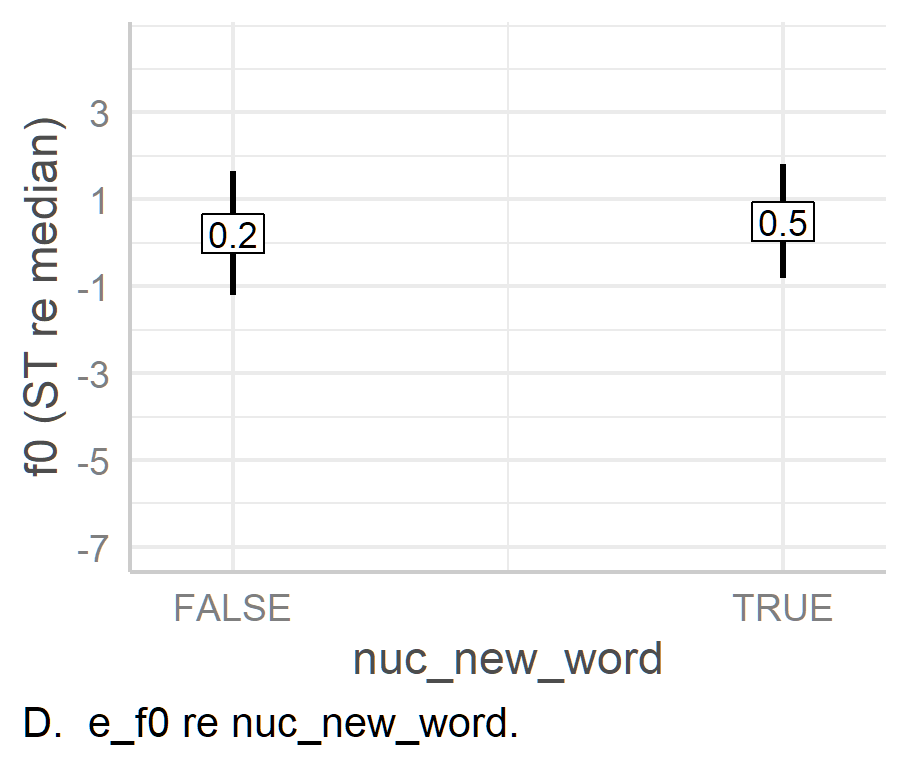 f0 (ST re median)
3
1
-1
-3
-5
-7
0.2
0.5
FALSE
TRUE
nuc_new_word
D. e_f0 re nuc_new_word.